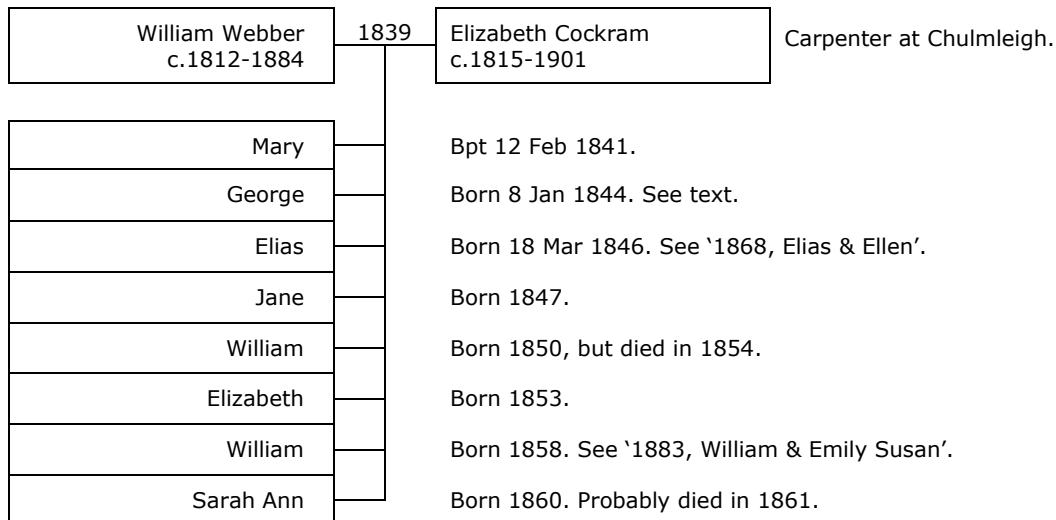 William Webber 1839 Elizabeth Cockram Carpenter at Chulmleigh.
c.1812-1884 c.1815-1901
Mary Bpt 12 Feb 1841.
George Born 8 Jan 1844. See text.
Elias Born 18 Mar 1846. See ‘1868, Elias & Ellen’.
Jane Born 1847.
William Born 1850, but died in 1854.
Elizabeth Born 1853.
William Born 1858. See ‘1883, William & Emily Susan’.
Sarah Ann Born 1860. Probably died in 1861.